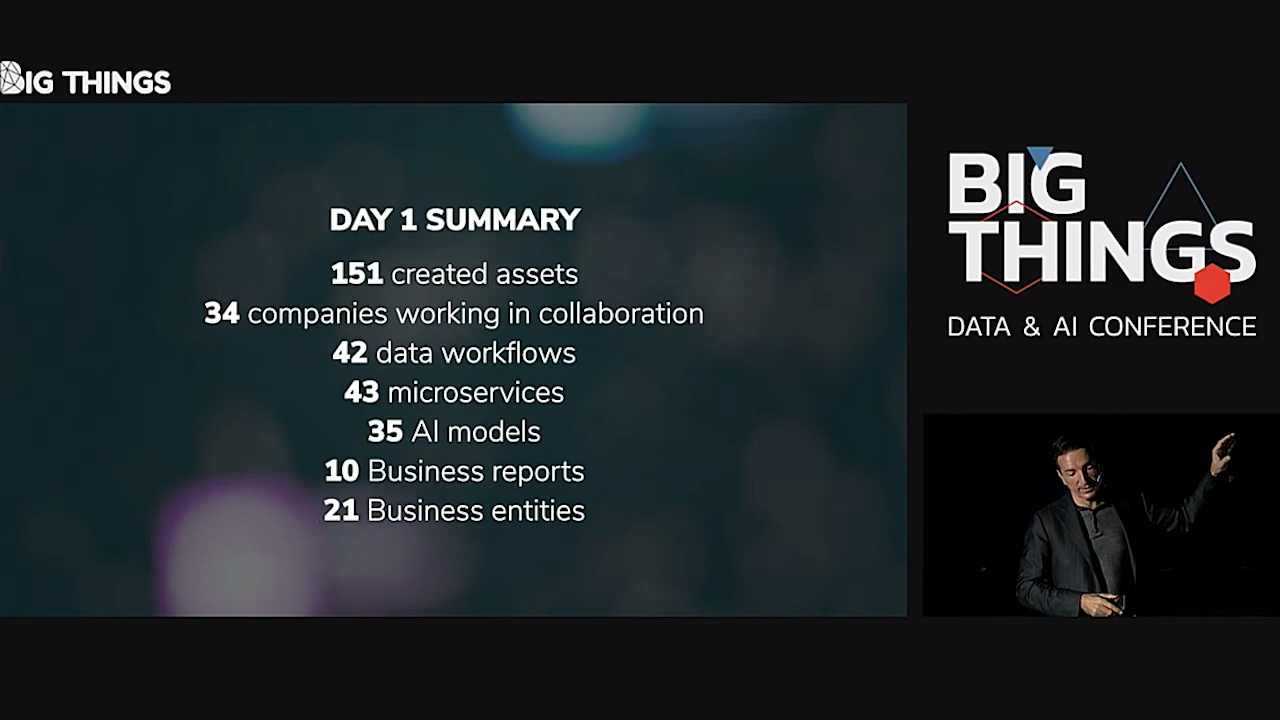 BIG THINGS
DAY 1 SUMMARY
151 created assets
34 companies working in collaboration
42 data workflows
43 microservices
35 AI models
10 Business reports
21 Business entities
BIG
THINGS
DATA & AI CONFERENCE